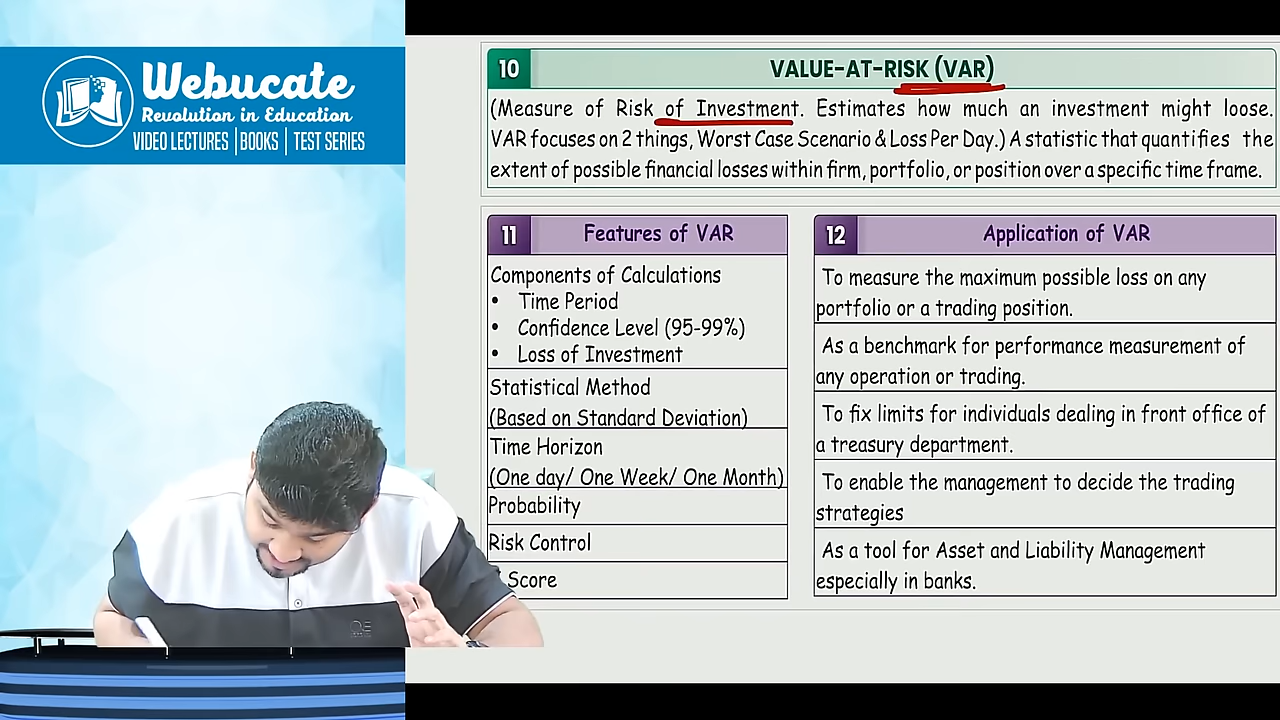 Webucate
Revolution in Education
VIDEO LECTURES | BOOKS | TEST SERIES
10
VALUE-AT-RISK (VAR)
(Measure of Risk of Investment. Estimates how much an investment might loose.
VAR focuses on 2 things, Worst Case Scenario & Loss Per Day.) A statistic that quantifies the
extent of possible financial losses within firm, portfolio, or position over a specific time frame.
11
Features of VAR
Components of Calculations
• Time Period
• Confidence Level (95-99%)
• Loss of Investment
Statistical Method
(Based on Standard Deviation)
Time Horizon
(One day/ One Week/ One Month)
Probability
Risk Control
Score
12
Application of VAR
To measure the maximum possible loss on any
portfolio or a trading position.
As a benchmark for performance measurement of
any operation or trading.
To fix limits for individuals dealing in front office of
a treasury department.
To enable the management to decide the trading
strategies
As a tool for Asset and Liability Management
especially in banks.